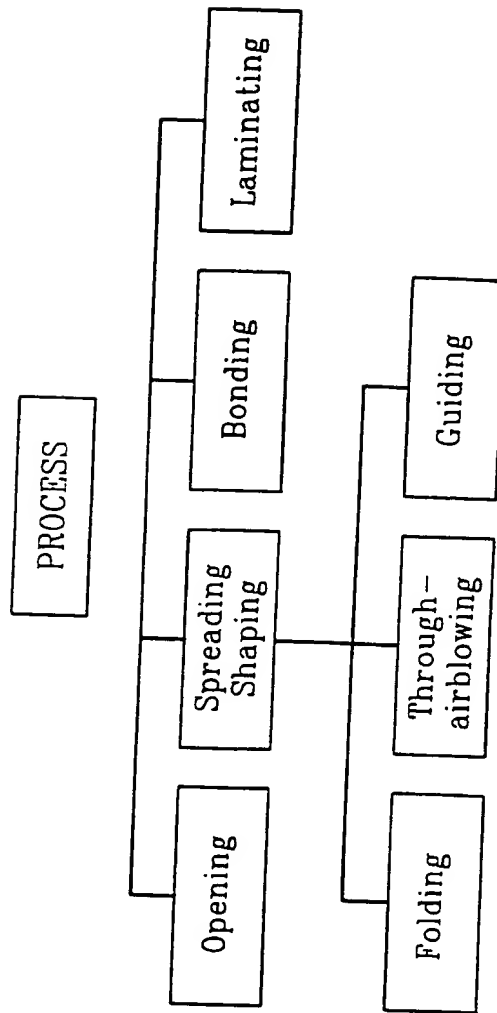 PROCESS
Opening
Spreading
Shaping
Bonding
Laminating
Folding
Through-
airblowing
Guiding